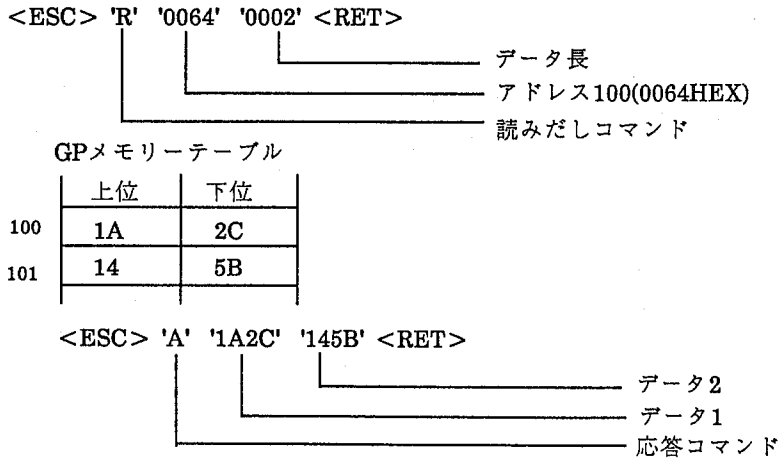 <ESC> 'R' '0064' '0002' <RET>
データ長
アドレス100(0064HEX)
読みだしコマンド
GPメモリーテーブル
上位 下位
100 1A 2C
101 14 5B
<ESC> 'A' '1A2C' '145B' <RET>
データ2
データ1
応答コマンド